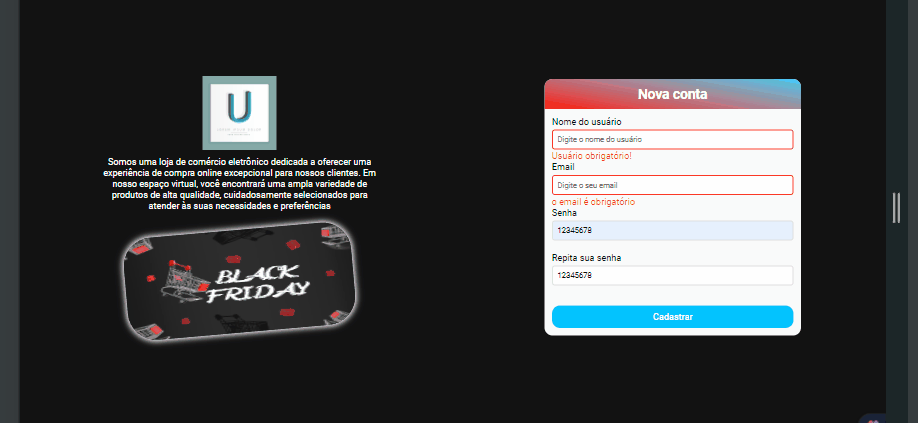 U
Somos uma loja de comércio eletrônico dedicada a oferecer uma
experiência de compra online excepcional para nossos clientes. Em
nosso espaço virtual, você encontrará uma ampla variedade de
produtos de alta qualidade, cuidadosamente selecionados para
atender às suas necessidades e preferências
BLACK
FRIDAY
Nova conta
Nome do usuário
Digite o nome do usuário
Usuário obrigatório!
Email
Digite o seu email
o email é obrigatório
Senha
12345678
Repita sua senha
12345678
Cadastrar